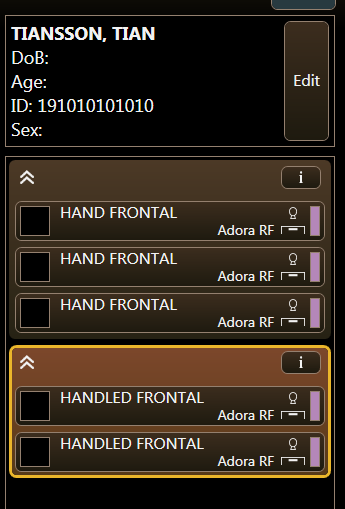 TIANSSON, TIAN
DoB:
Age:
ID: 191010101010
Sex:
Edit
i
HAND FRONTAL
Adora RF
HAND FRONTAL
Adora RF
HAND FRONTAL
Adora RF
i
HANDLED FRONTAL
Adora RF
HANDLED FRONTAL
Adora RF